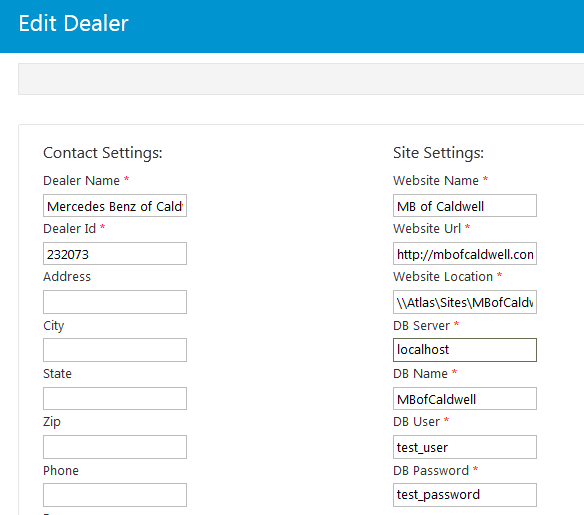 Edit Dealer
Contact Settings:
Dealer Name *
Mercedes Benz of Cald
Dealer Id *
232073
Address
City
State
Zip
Phone
Site Settings:
Website Name *
MB of Caldwell
Website Url *
http://mbofcaldwell.con
Website Location *
\\Atlas\Sites\MBofCald
DB Server *
localhost
DB Name *
MBofCaldwell
DB User *
test_user
DB Password *
test_password